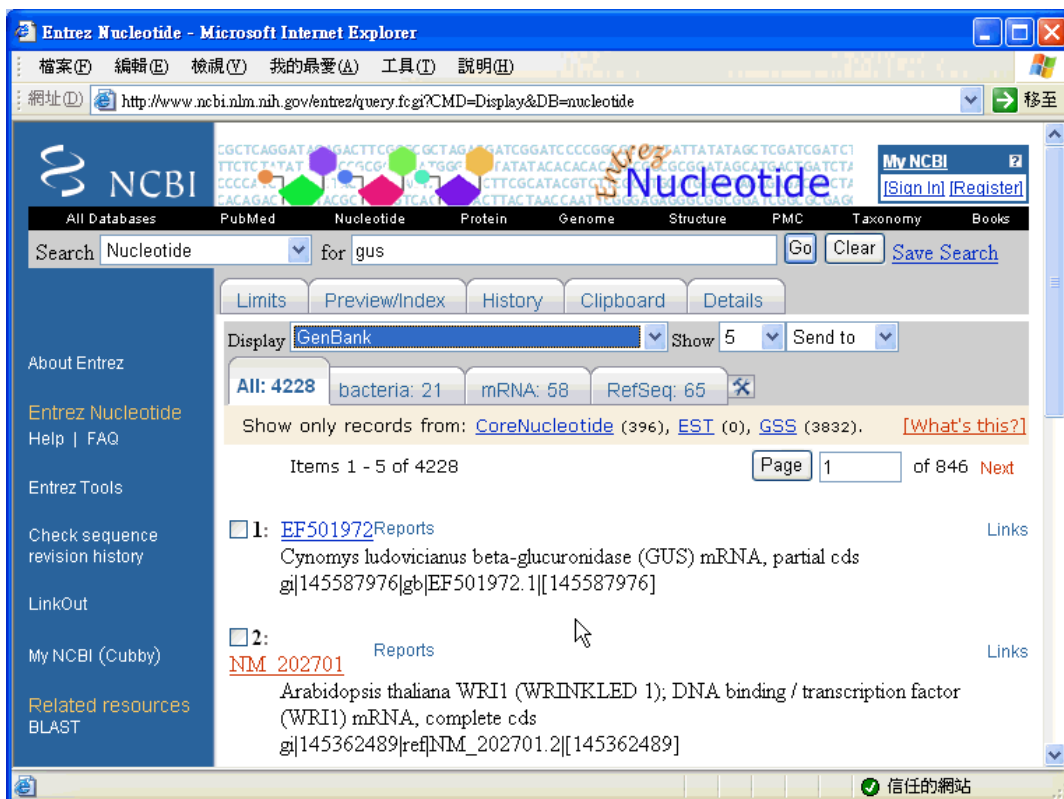 Entrez Nucleotide - Microsoft Internet Explorer
檔案(F) 編輯(E) 檢視(V) 我的最愛(A) 工具(T) 說明(H)
網址(D) http://www.ncbi.nlm.nih.gov/entrez/query.fcgi?CMD=Display&DB=nucleotide 移至
NCBI
Entrez Nucleotide
My NCBI
[Sign In] [Register]
All Databases PubMed Nucleotide Protein Genome Structure PMC Taxonomy Books
Search Nucleotide for gus Go Clear Save Search
Limits Preview/Index History Clipboard Details
Display GenBank Show 5 Send to
All: 4228 bacteria: 21 mRNA: 58 RefSeq: 65
Show only records from: CoreNucleotide (396), EST (0), GSS (3832). [What's this?]
Items 1 - 5 of 4228 Page 1 of 846 Next
About Entrez
Entrez Nucleotide
Help | FAQ
Entrez Tools
Check sequence
revision history
LinkOut
My NCBI (Cubby)
Related resources
BLAST
1: EF501972 Reports Links
Cynomys ludovicianus beta-glucuronidase (GUS) mRNA, partial cds
gi|145587976|gb|EF501972.1|[145587976]
2: Reports Links
NM_202701
Arabidopsis thaliana WRI1 (WRINKLED 1); DNA binding / transcription factor
(WRI1) mRNA, complete cds
gi|145362489|ref|NM_202701.2|[145362489]
信任的網站